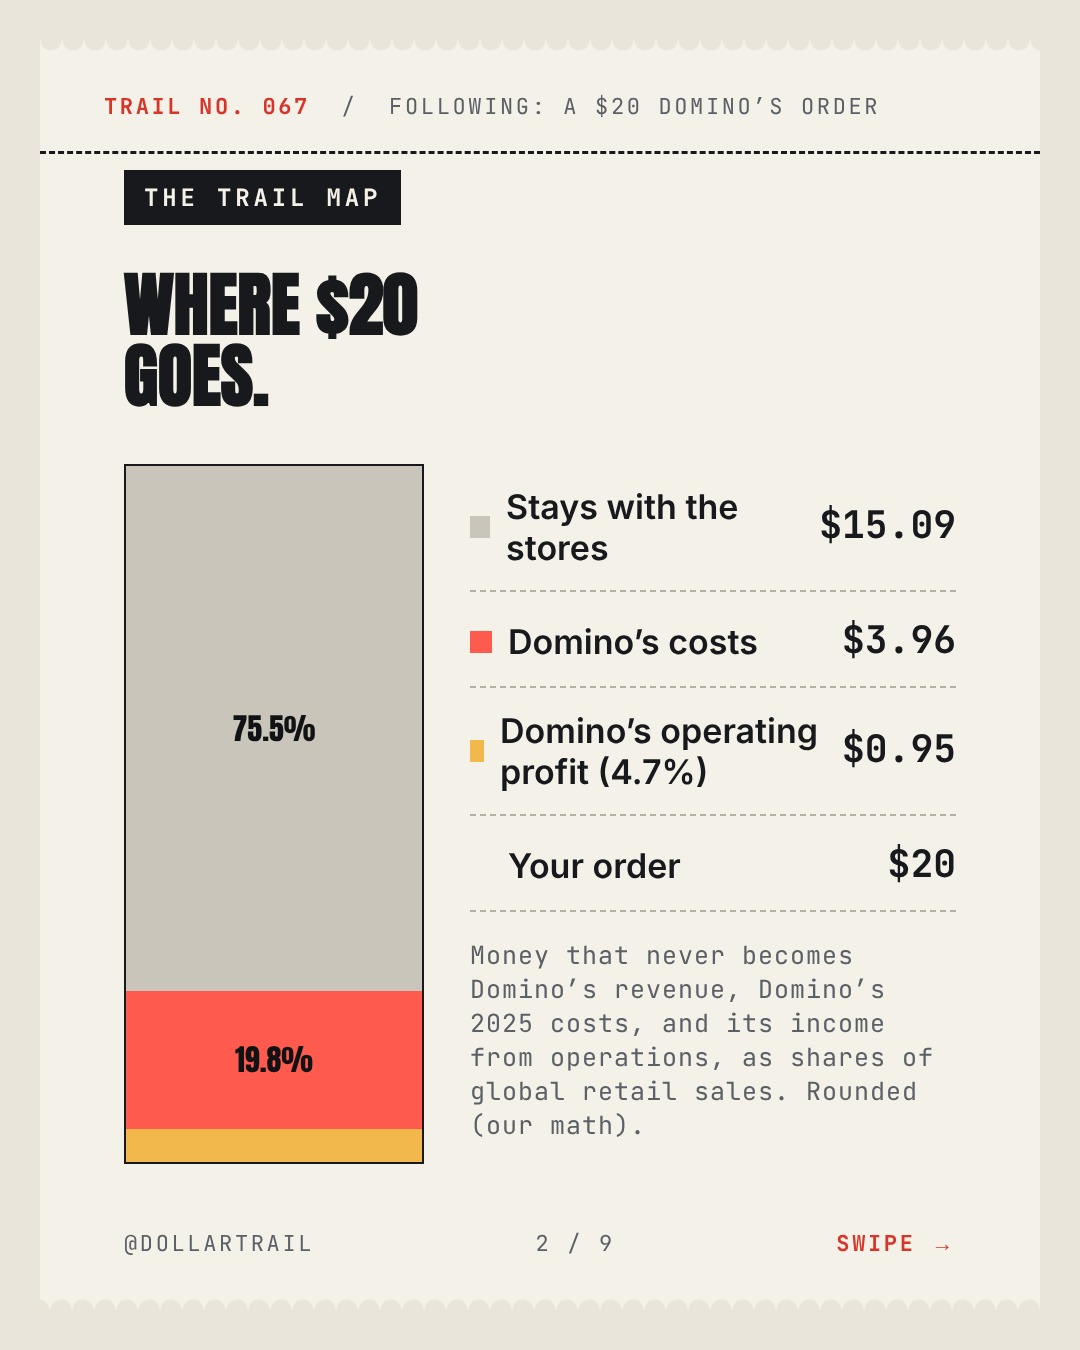 TRAIL NO. 067 / FOLLOWING: A $20 DOMINO’S ORDER
THE TRAIL MAP
WHERE $20
GOES.
75.5%
19.8%
Stays with the
stores
$15.09
Domino’s costs $3.96
Domino’s operating
profit (4.7%)
$0.95
Your order $20
Money that never becomes
Domino’s revenue, Domino’s
2025 costs, and its income
from operations, as shares of
global retail sales. Rounded
(our math).
@DOLLARTRAIL 2 / 9 SWIPE →